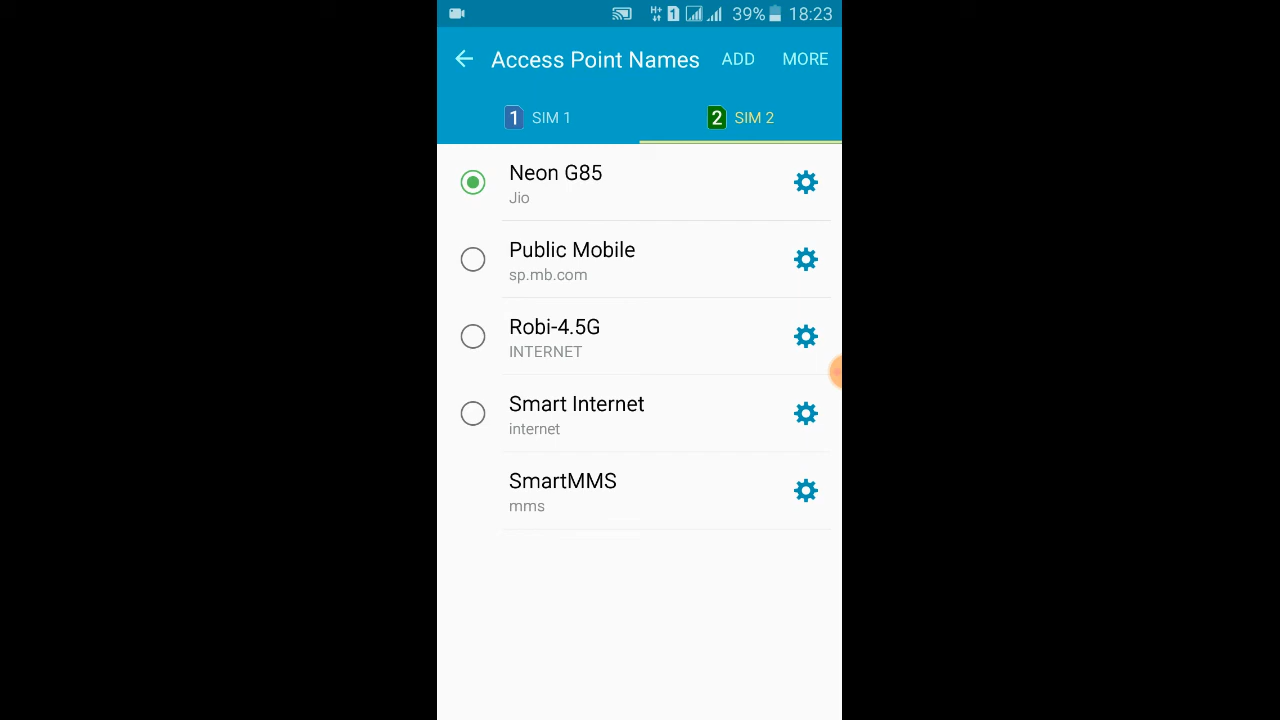 H+ 1 39% 18:23
Access Point Names ADD MORE
1 SIM 1 2 SIM 2
Neon G85
Jio
Public Mobile
sp.mb.com
Robi-4.5G
INTERNET
Smart Internet
internet
SmartMMS
mms